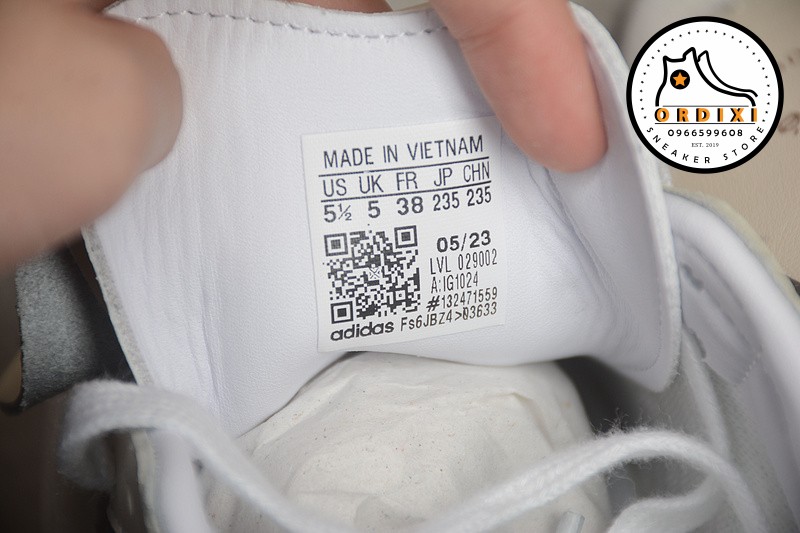 MADE IN VIETNAM
US UK FR JP CHN
5½ 5 38 235 235
05/23
LVL 029002
A:IG1024
#132471559
adidas Fs6JBZ4>03633
ORDIXI
0966599608
EST. 2019
SNEAKER STORE